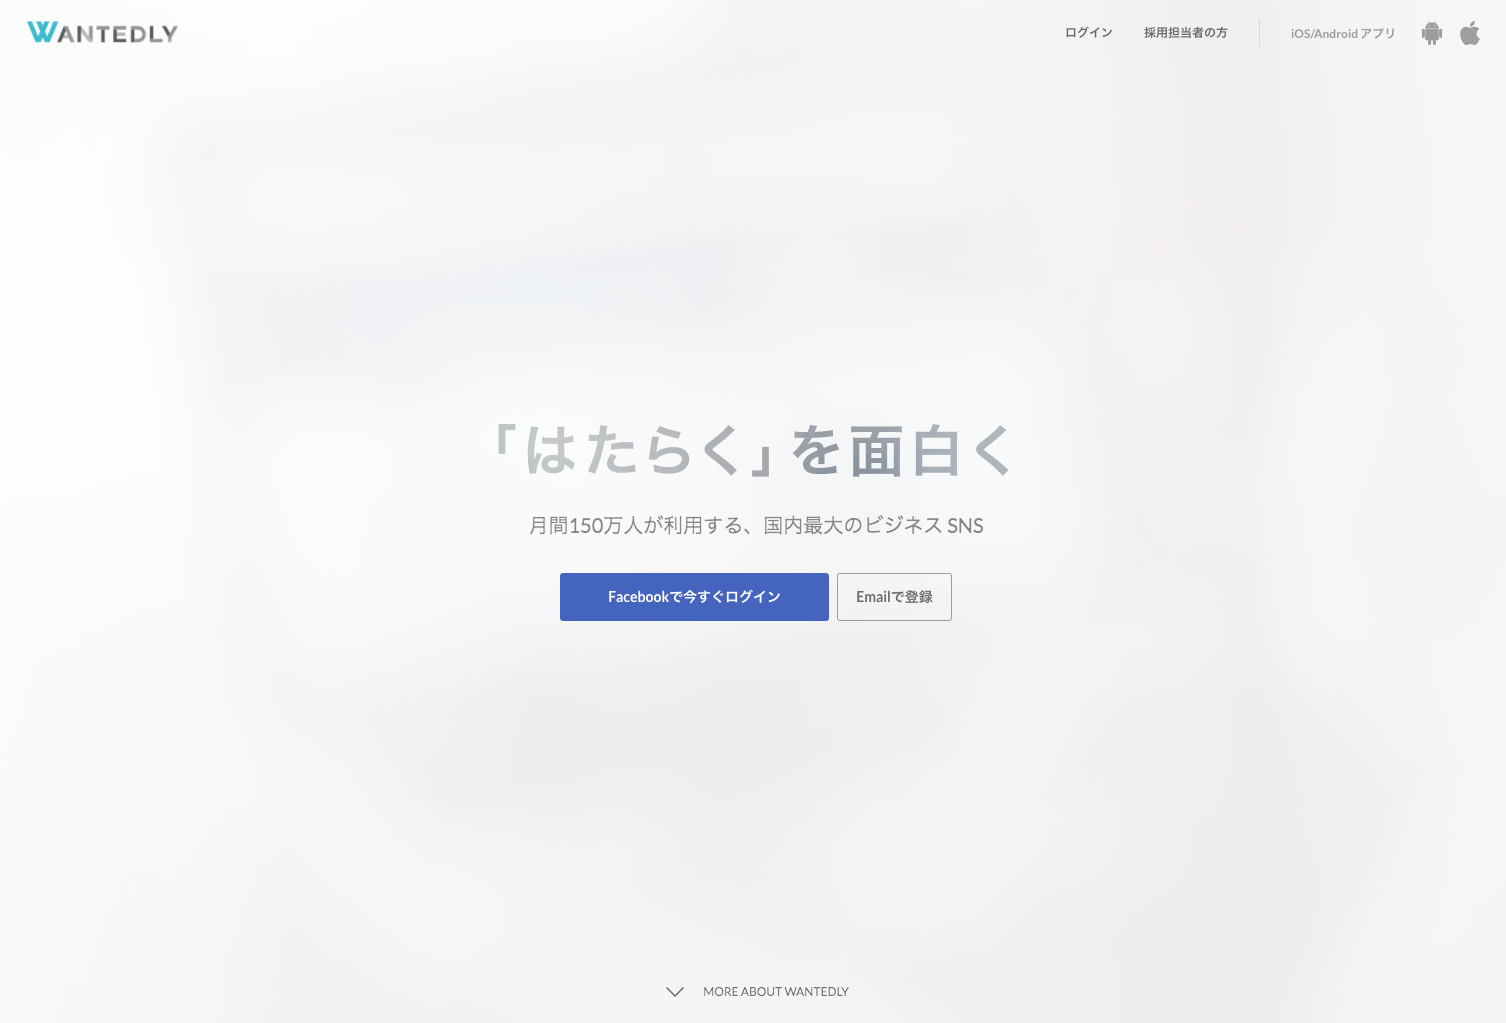 WANTEDLY
ログイン
採用担当者の方
iOS/Android アプリ
「はたらく」を面白く
月間150万人が利用する、国内最大のビジネス SNS
Facebookで今すぐログイン
Emailで登録
MORE ABOUT WANTEDLY